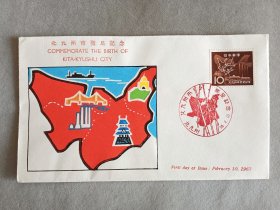 北九州市発足記念
COMMEMORATE THE BIRTH OF
KITA-KYUSHU CITY
日本郵便
10
First day of Issue, February 10, 1963